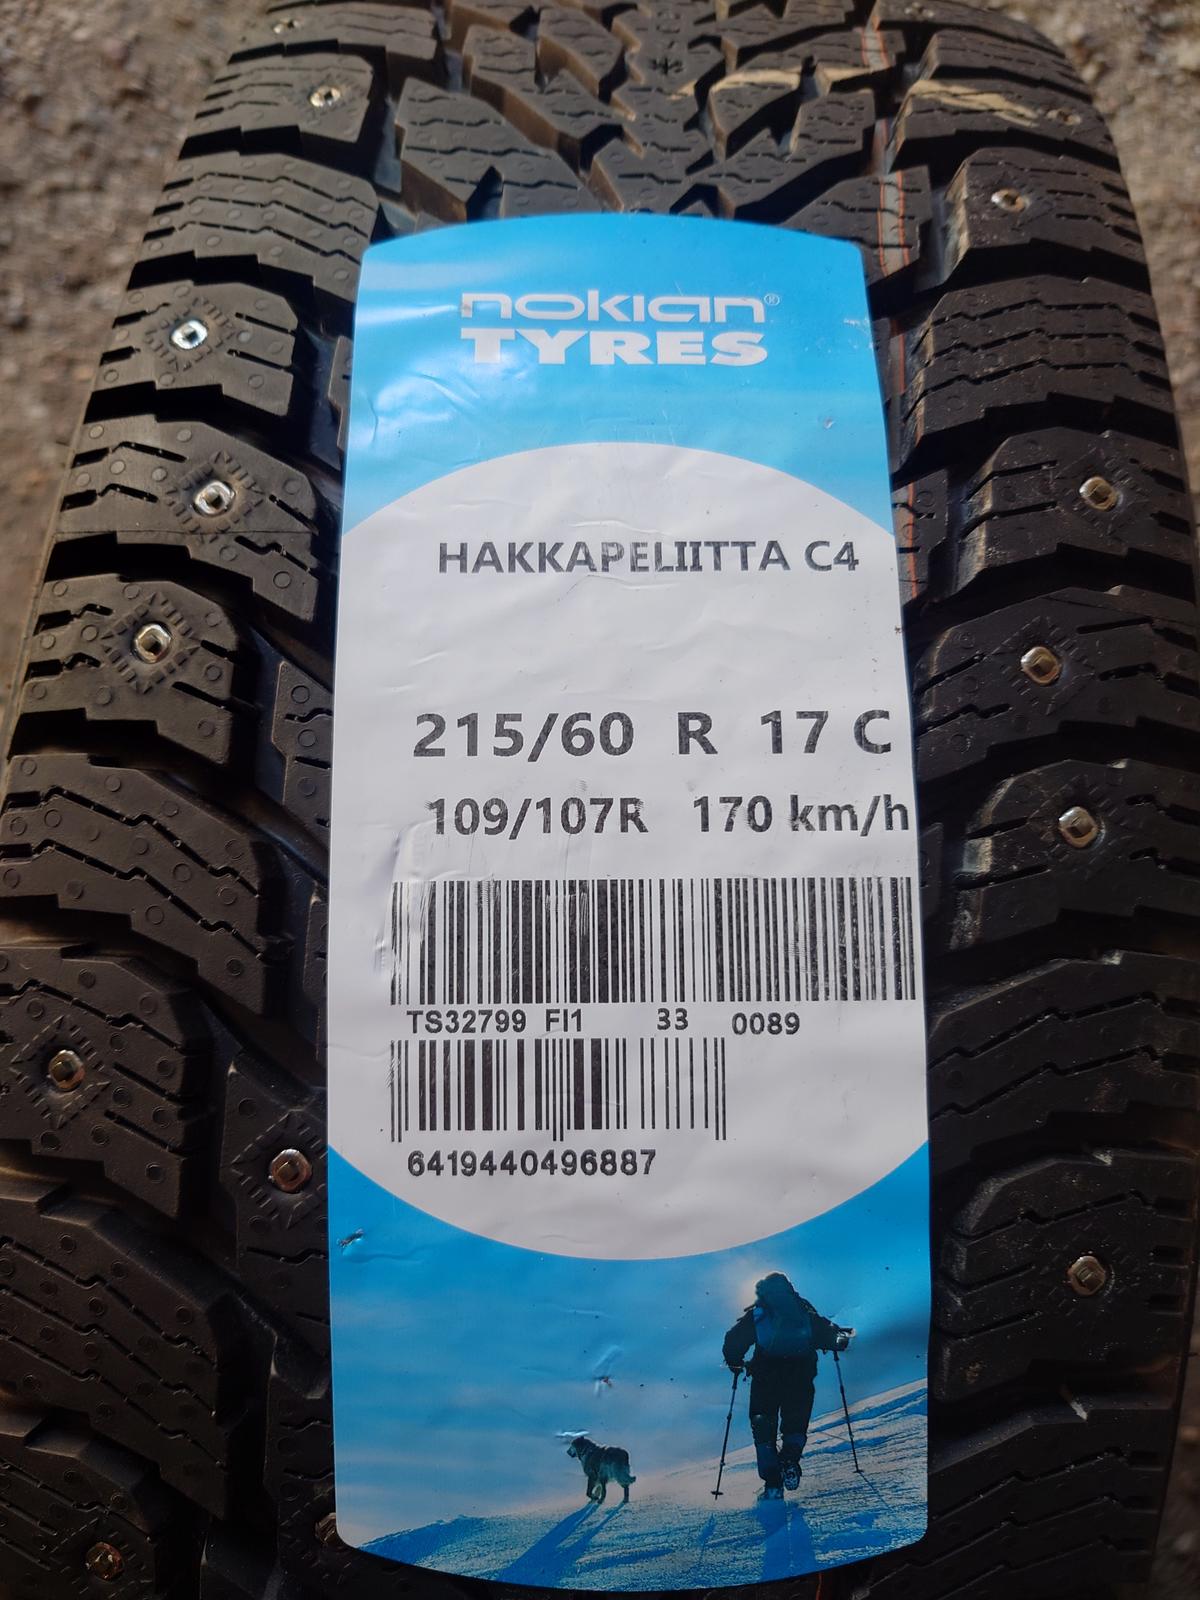 nokian®
TYRES
HAKKAPELIITTA C4
215/60 R 17 C
109/107R 170 km/h
TS32799 FI1 33 0089
6419440496887